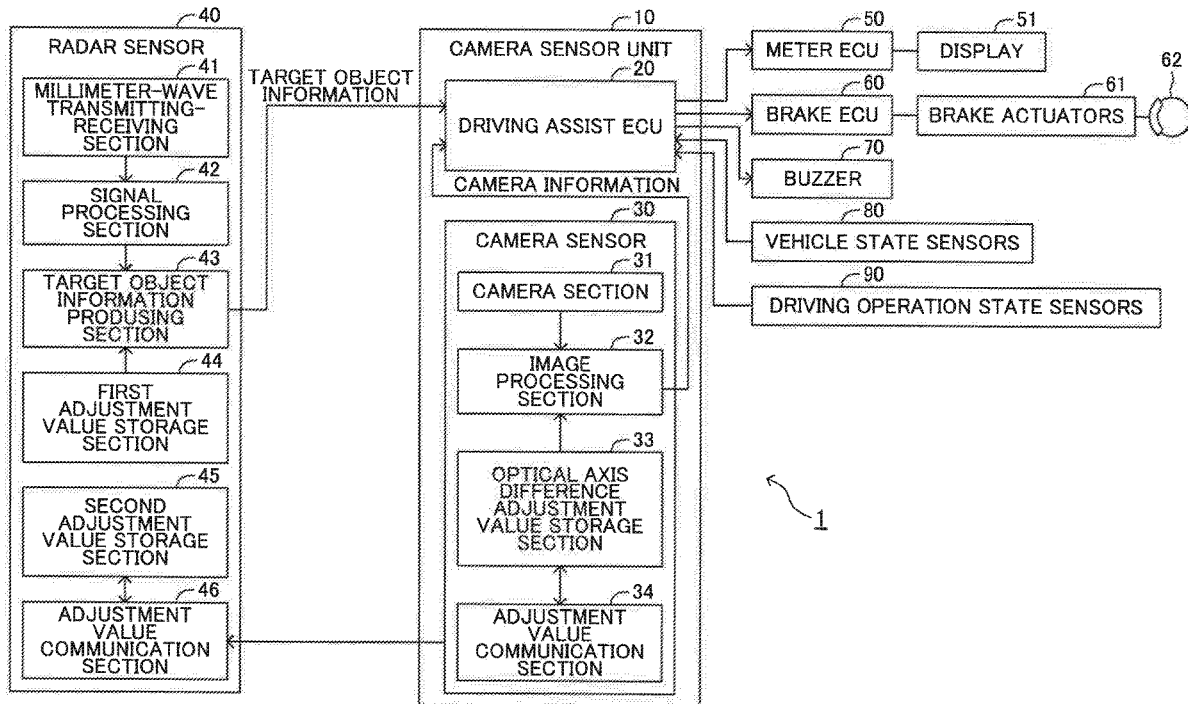 40
RADAR SENSOR
41
MILLIMETER-WAVE
TRANSMITTING-
RECEIVING
SECTION
42
SIGNAL
PROCESSING
SECTION
43
TARGET OBJECT
INFORMATION
PRODUSING
SECTION
44
FIRST
ADJUSTMENT
VALUE STORAGE
SECTION
45
SECOND
ADJUSTMENT
VALUE STORAGE
SECTION
46
ADJUSTMENT
VALUE
COMMUNICATION
SECTION
TARGET OBJECT
INFORMATION
10
CAMERA SENSOR UNIT
20
DRIVING ASSIST ECU
CAMERA INFORMATION
30
CAMERA SENSOR
31
CAMERA SECTION
32
IMAGE
PROCESSING
SECTION
33
OPTICAL AXIS
DIFFERENCE
ADJUSTMENT
VALUE STORAGE
SECTION
34
ADJUSTMENT
VALUE
COMMUNICATION
SECTION
50
METER ECU
51
DISPLAY
60
BRAKE ECU
61
BRAKE ACTUATORS
62
70
BUZZER
80
VEHICLE STATE SENSORS
90
DRIVING OPERATION STATE SENSORS
1